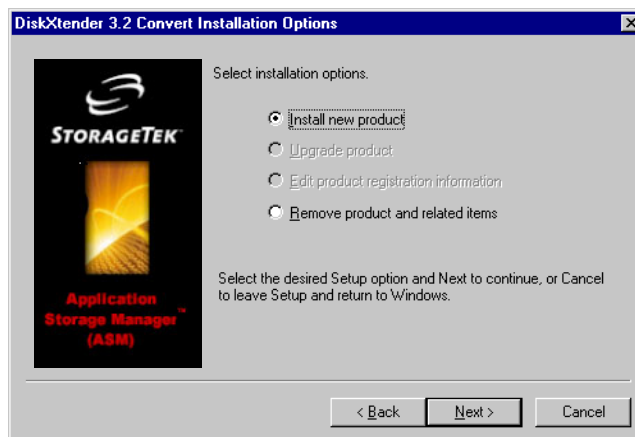 DiskXtender 3.2 Convert Installation Options
Select installation options.
STORAGETEK
Install new product
Upgrade product
Edit product registration information
Remove product and related items
Select the desired Setup option and Next to continue, or Cancel
to leave Setup and return to Windows.
Application
Storage Manager™
(ASM)
< Back
Next >
Cancel